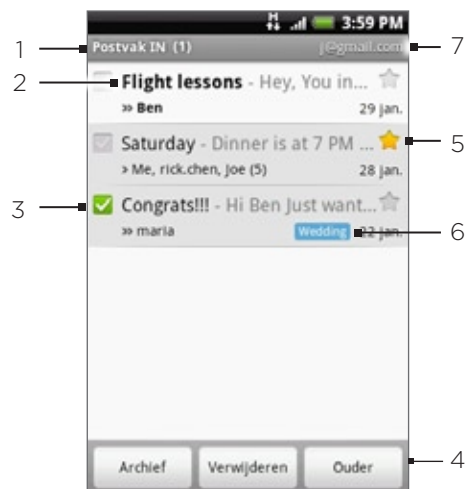 3:59 PM
1 Postvak IN (1) j@gmail.com 7
2 Flight lessons - Hey, You in...
» Ben 29 jan.
Saturday - Dinner is at 7 PM ... 5
› Me, rick.chen, Joe (5) 28 jan.
3 Congrats!!! - Hi Ben Just want...
» maria Wedding 22 jan. 6
Archief Verwijderen Ouder 4